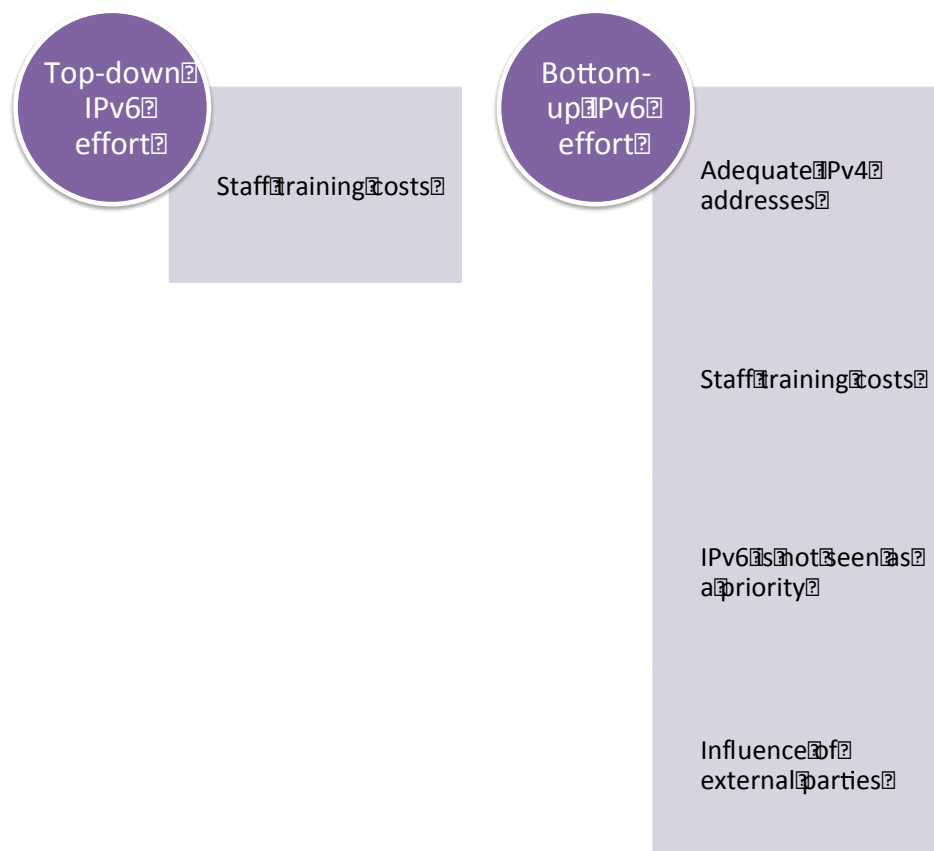 Top-down
IPv6
effort
Staff training costs
Bottom-
up IPv6
effort
Adequate IPv4
addresses
Staff training costs
IPv6 is not seen as
a priority
Influence of
external parties